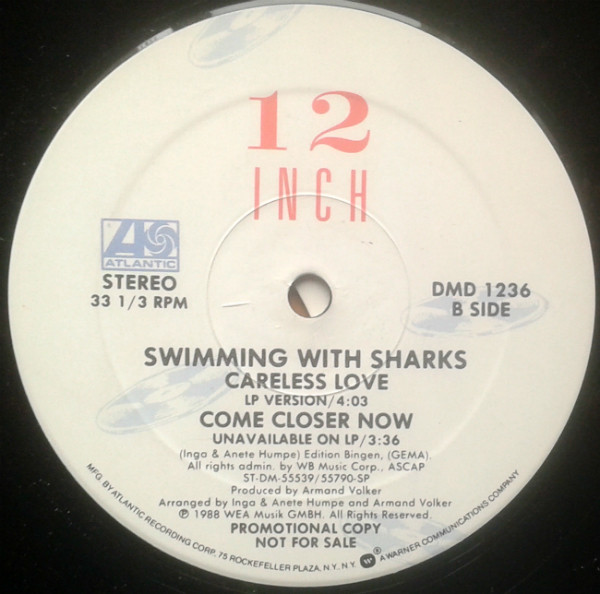 12
INCH
ATLANTIC
STEREO
33 1/3 RPM
DMD 1236
B SIDE
SWIMMING WITH SHARKS
CARELESS LOVE
LP VERSION/4:03
COME CLOSER NOW
UNAVAILABLE ON LP/3:36
(Inga & Anete Humpe) Edition Bingen, (GEMA).
All rights admin. by WB Music Corp., ASCAP
ST-DM-55539/55790-SP
Produced by Armand Volker
Arranged by Inga & Anete Humpe and Armand Volker
℗ 1988 WEA Musik GMBH. All Rights Reserved.
PROMOTIONAL COPY
NOT FOR SALE
MFG. BY ATLANTIC RECORDING CORP., 75 ROCKEFELLER PLAZA, N.Y., N.Y. ® A WARNER COMMUNICATIONS COMPANY